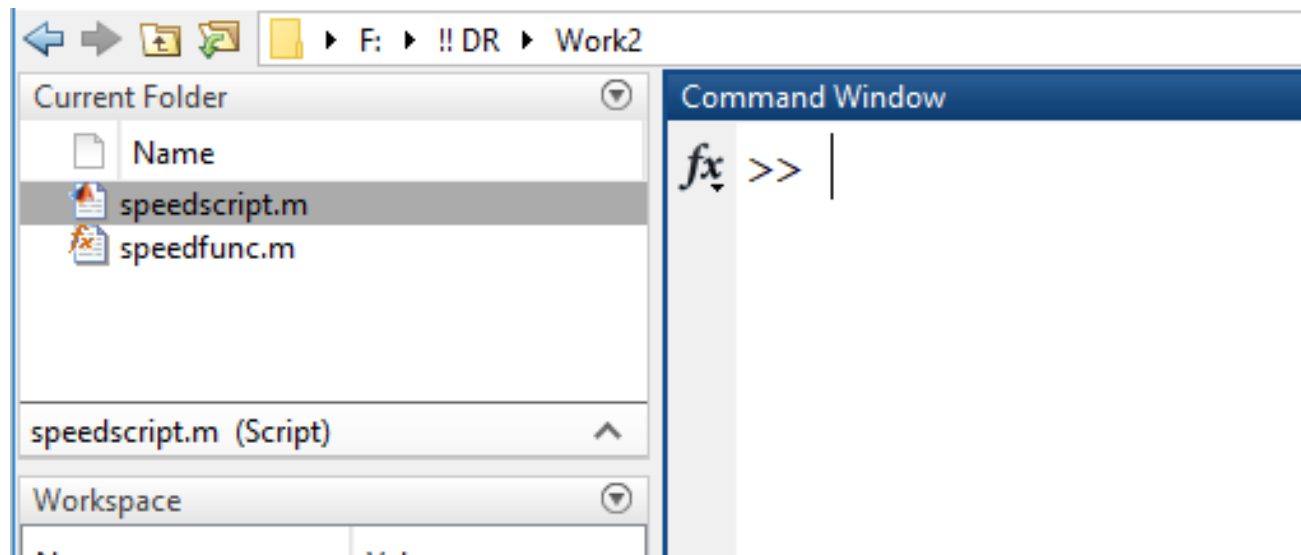 F: !! DR Work2
Current Folder
Name
speedscript.m
speedfunc.m
speedscript.m (Script)
Workspace
Command Window
fx >>